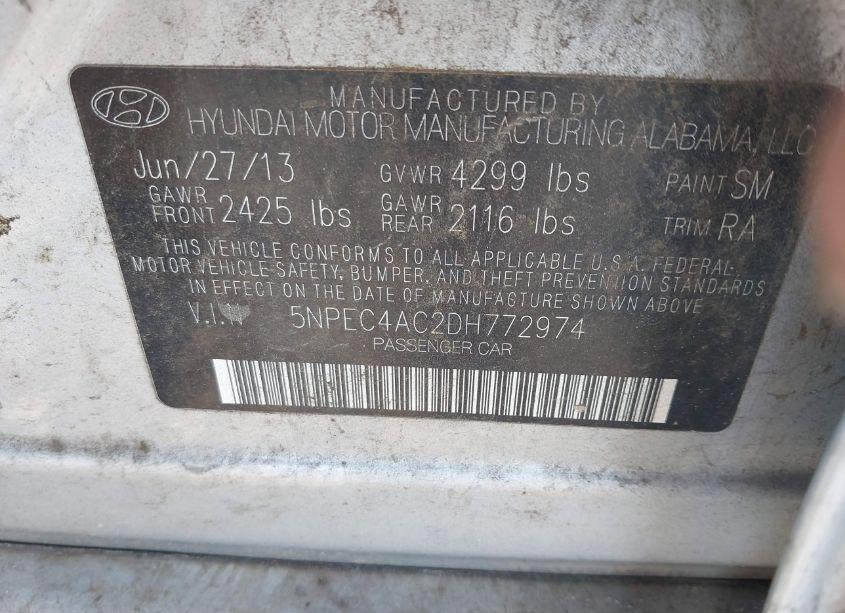 MANUFACTURED BY
HYUNDAI MOTOR MANUFACTURING ALABAMA, LLC
Jun/27/13 GVWR 4299 lbs PAINT SM
GAWR FRONT 2425 lbs GAWR REAR 2116 lbs TRIM RA
THIS VEHICLE CONFORMS TO ALL APPLICABLE U.S.A. FEDERAL
MOTOR VEHICLE SAFETY, BUMPER, AND THEFT PREVENTION STANDARDS
IN EFFECT ON THE DATE OF MANUFACTURE SHOWN ABOVE
V.I.N 5NPEC4AC2DH772974
PASSENGER CAR